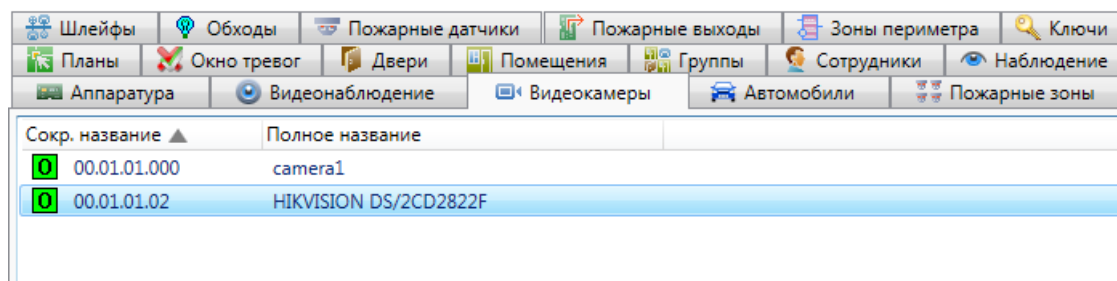 Шлейфы Обходы Пожарные датчики Пожарные выходы Зоны периметра Ключи
Планы Окно тревог Двери Помещения Группы Сотрудники Наблюдение
Аппаратура Видеонаблюдение Видеокамеры Автомобили Пожарные зоны
Сокр. название Полное название
0 00.01.01.000 camera1
0 00.01.01.02 HIKVISION DS/2CD2822F